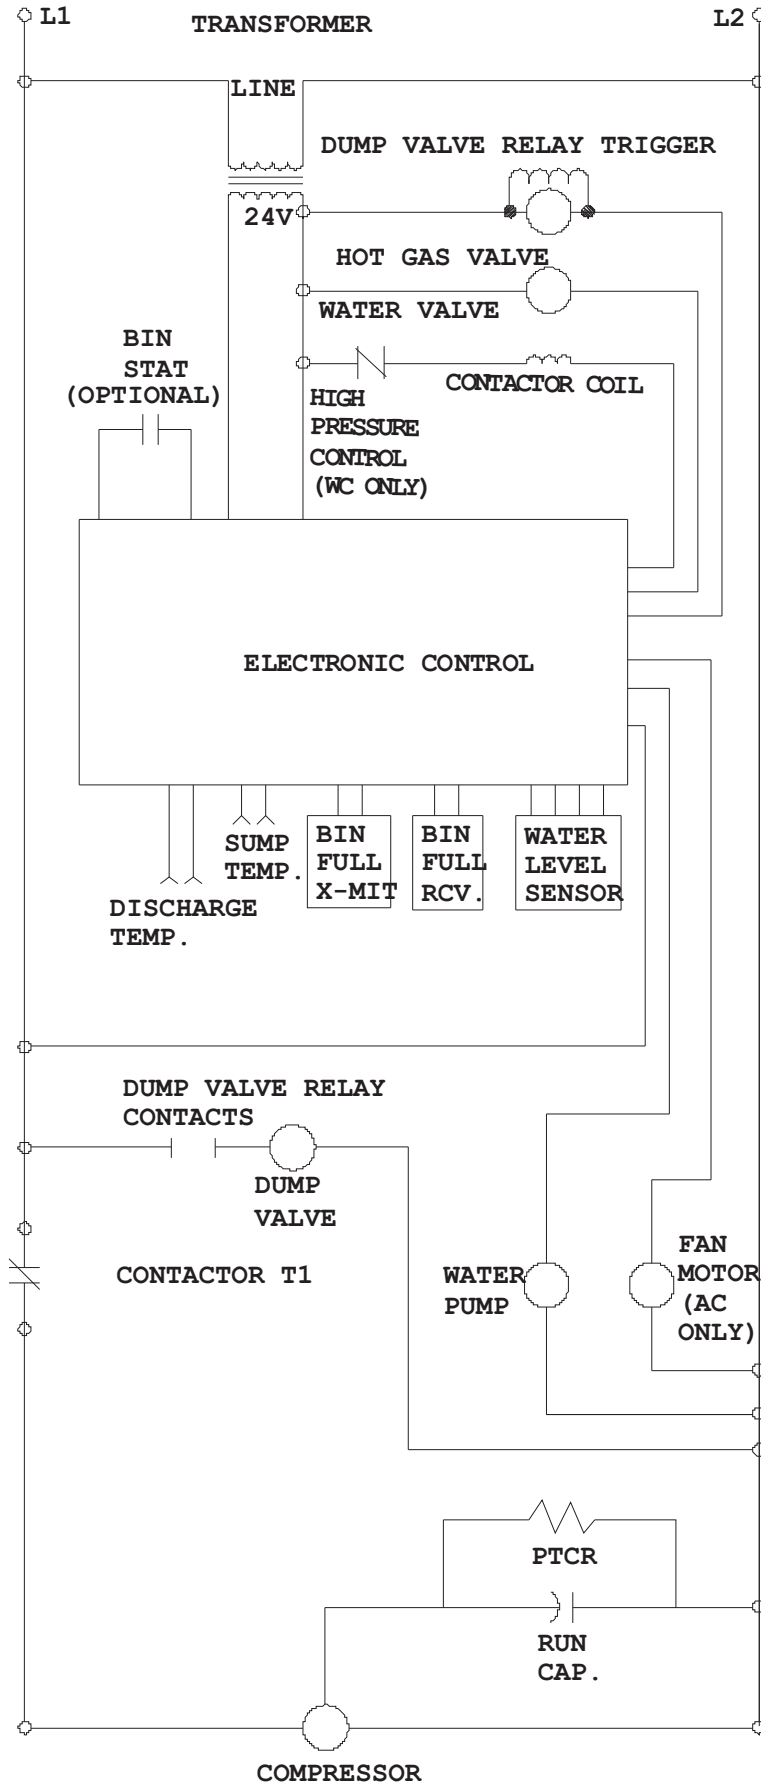 L1
TRANSFORMER
L2
LINE
DUMP VALVE RELAY TRIGGER
24V
HOT GAS VALVE
WATER VALVE
BIN
STAT
(OPTIONAL)
CONTACTOR COIL
HIGH
PRESSURE
CONTROL
(WC ONLY)
ELECTRONIC CONTROL
DISCHARGE
TEMP.
SUMP
TEMP.
BIN
FULL
X-MIT
BIN
FULL
RCV.
WATER
LEVEL
SENSOR
DUMP VALVE RELAY
CONTACTS
DUMP
VALVE
CONTACTOR T1
WATER
PUMP
FAN
MOTOR
(AC
ONLY)
PTCR
RUN
CAP.
COMPRESSOR